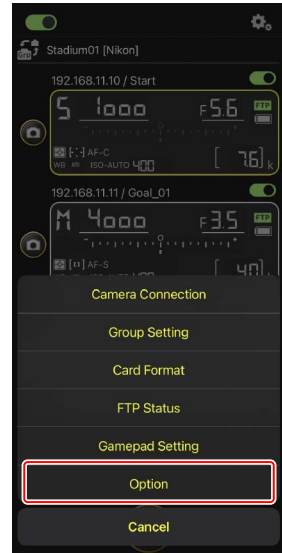 Stadium01 [Nikon]
192.168.11.10 / Start
S 1000 F5.6 FTP
AF-C
WB ISO-AUTO 400 [ 7.6] k
192.168.11.11 / Goal_01
M 4000 F3.5 FTP
[n] AF-S
Camera Connection
Group Setting
Card Format
FTP Status
Gamepad Setting
Option
Cancel